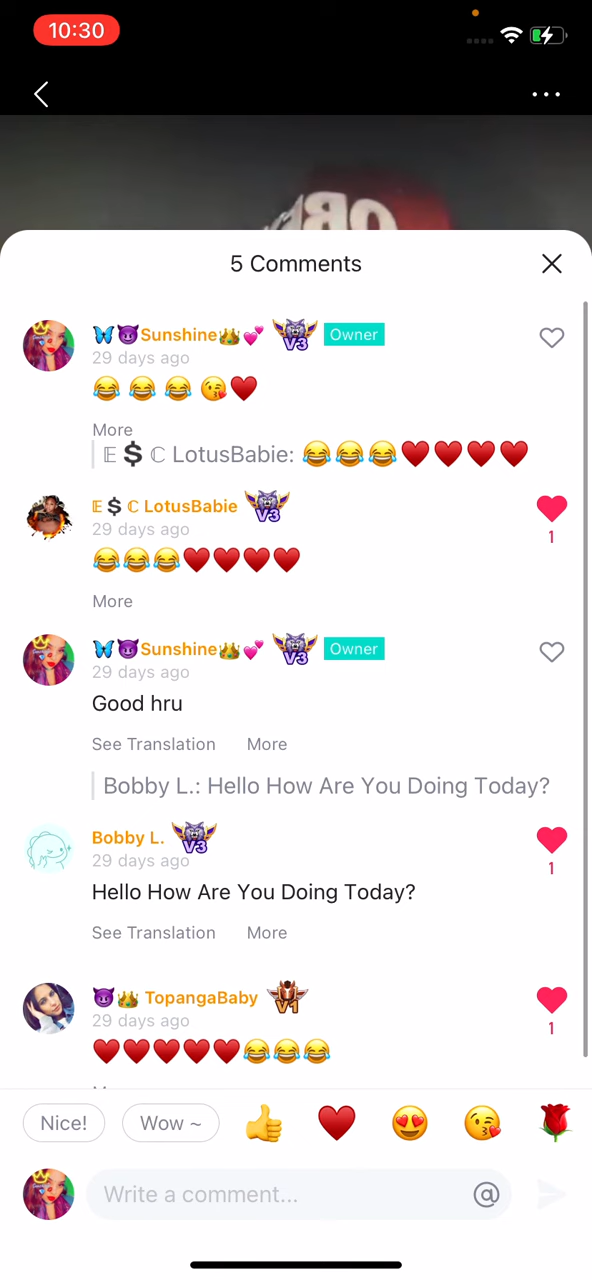 10:30
5 Comments
🦋😈Sunshine👑💕 V3 Owner
29 days ago
😂 😂 😂 😘♥️
More
𝔼 💲 ℂ LotusBabie: 😂😂😂♥️♥️♥️♥️
𝔼 💲 ℂ LotusBabie V3
29 days ago
1
😂😂😂♥️♥️♥️♥️
More
🦋😈Sunshine👑💕 V3 Owner
29 days ago
Good hru
See Translation More
Bobby L.: Hello How Are You Doing Today?
Bobby L. V3
29 days ago
1
Hello How Are You Doing Today?
See Translation More
😈👑 TopangaBaby V1
29 days ago
1
♥️♥️♥️♥️♥️😂😂😂
Nice! Wow ~ 👍 ♥️ 😍 😘 🌹
Write a comment... @